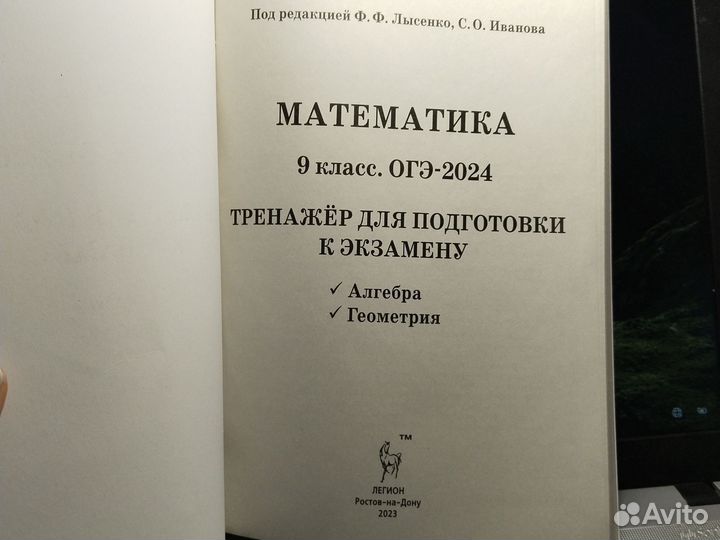 Под редакцией Ф. Ф. Лысенко, С. О. Иванова
МАТЕМАТИКА
9 класс. ОГЭ-2024
ТРЕНАЖЁР ДЛЯ ПОДГОТОВКИ
К ЭКЗАМЕНУ
✓ Алгебра
✓ Геометрия
™
ЛЕГИОН
Ростов-на-Дону
2023
Avito